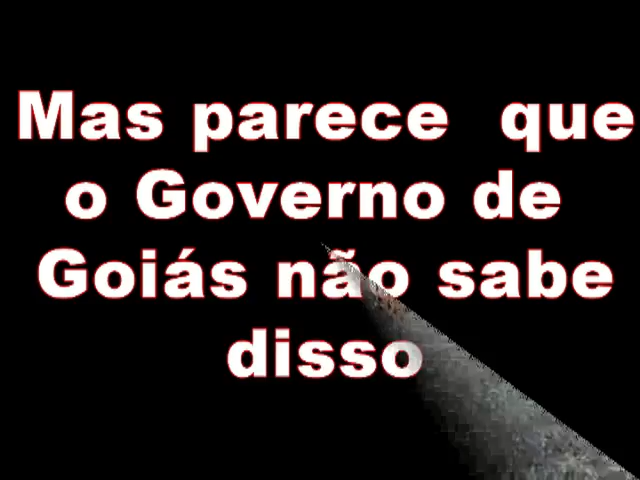 Mas parece que
o Governo de
Goiás não sabe
disso